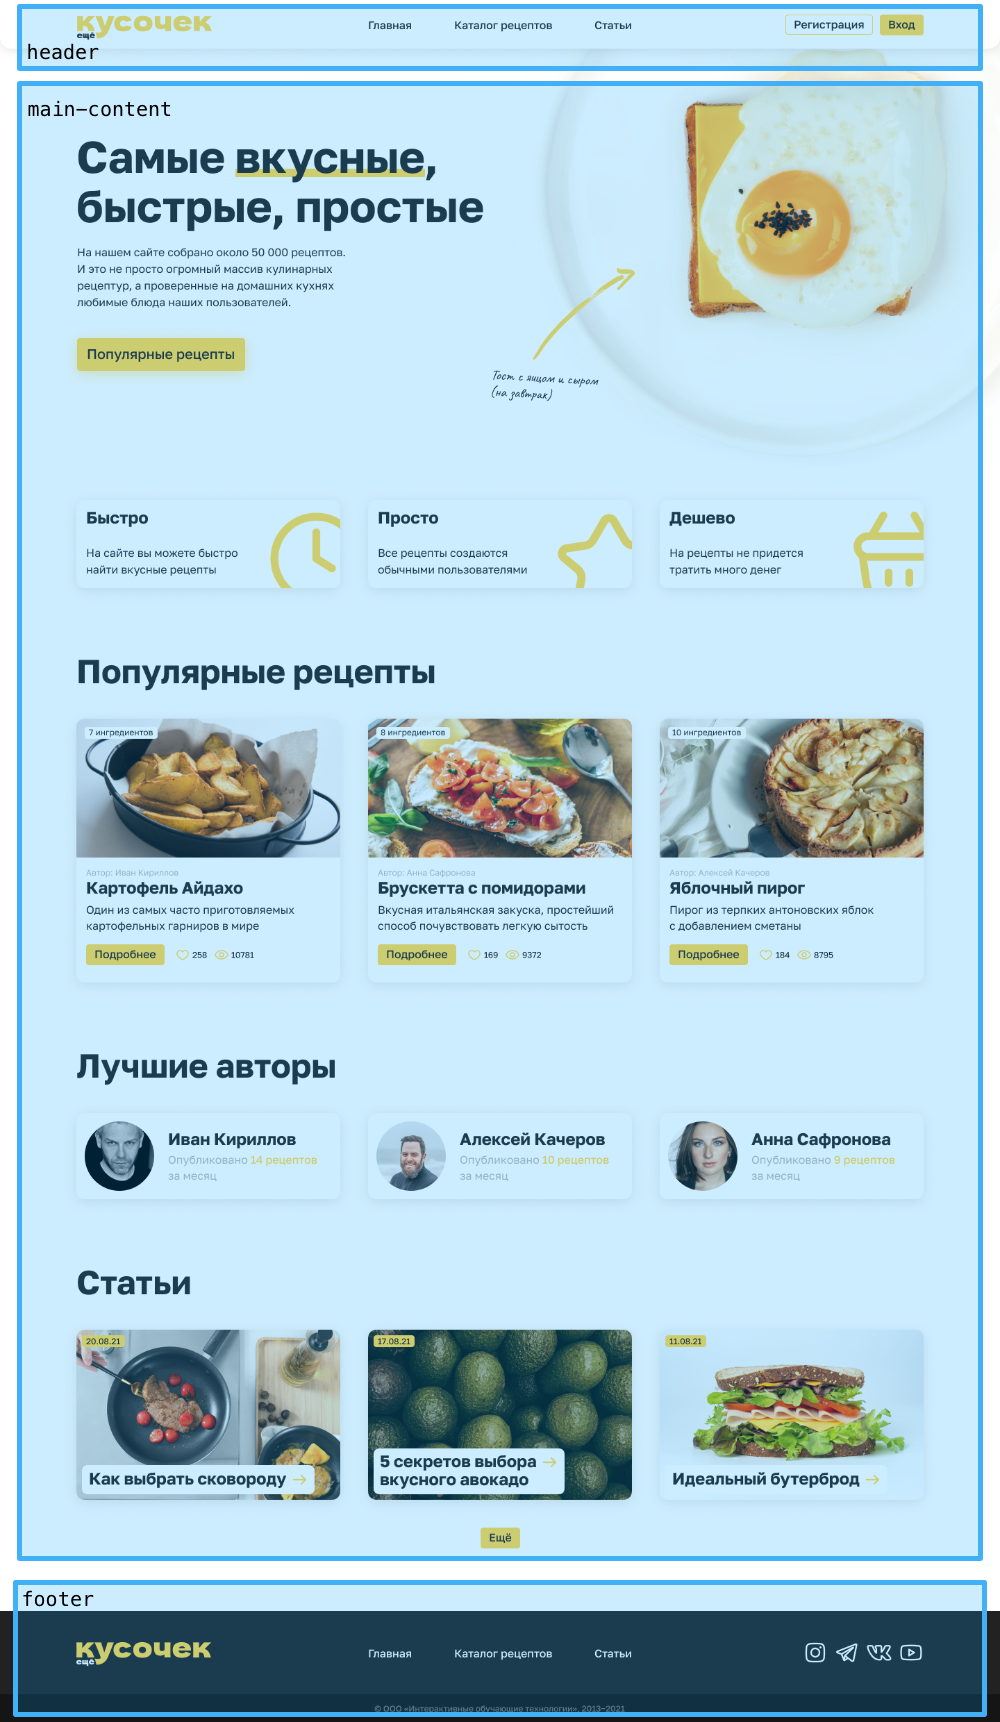 кусочек
ещё
Главная
Каталог рецептов
Статьи
Регистрация
Вход
header
main-content
Самые вкусные,
быстрые, простые
На нашем сайте собрано около 50 000 рецептов.
И это не просто огромный массив кулинарных
рецептур, а проверенные на домашних кухнях
любимые блюда наших пользователей.
Популярные рецепты
Тост с яйцом и сыром
(на завтрак)
Быстро
На сайте вы можете быстро
найти вкусные рецепты
Просто
Все рецепты создаются
обычными пользователями
Дешево
На рецепты не придется
тратить много денег
Популярные рецепты
7 ингредиентов
Автор: Иван Кириллов
Картофель Айдахо
Один из самых часто приготовляемых
картофельных гарниров в мире
Подробнее
258
10781
8 ингредиентов
Автор: Анна Сафронова
Брускетта с помидорами
Вкусная итальянская закуска, простейший
способ почувствовать легкую сытость
Подробнее
169
9372
10 ингредиентов
Автор: Алексей Качеров
Яблочный пирог
Пирог из терпких антоновских яблок
с добавлением сметаны
Подробнее
184
8795
Лучшие авторы
Иван Кириллов
Опубликовано 14 рецептов
за месяц
Алексей Качеров
Опубликовано 10 рецептов
за месяц
Анна Сафронова
Опубликовано 9 рецептов
за месяц
Статьи
20.08.21
Как выбрать сковороду →
17.08.21
5 секретов выбора →
вкусного авокадо
11.08.21
Идеальный бутерброд →
Ещё
footer
кусочек
ещё
Главная
Каталог рецептов
Статьи
© ООО «Интерактивные обучающие технологии», 2013−2021